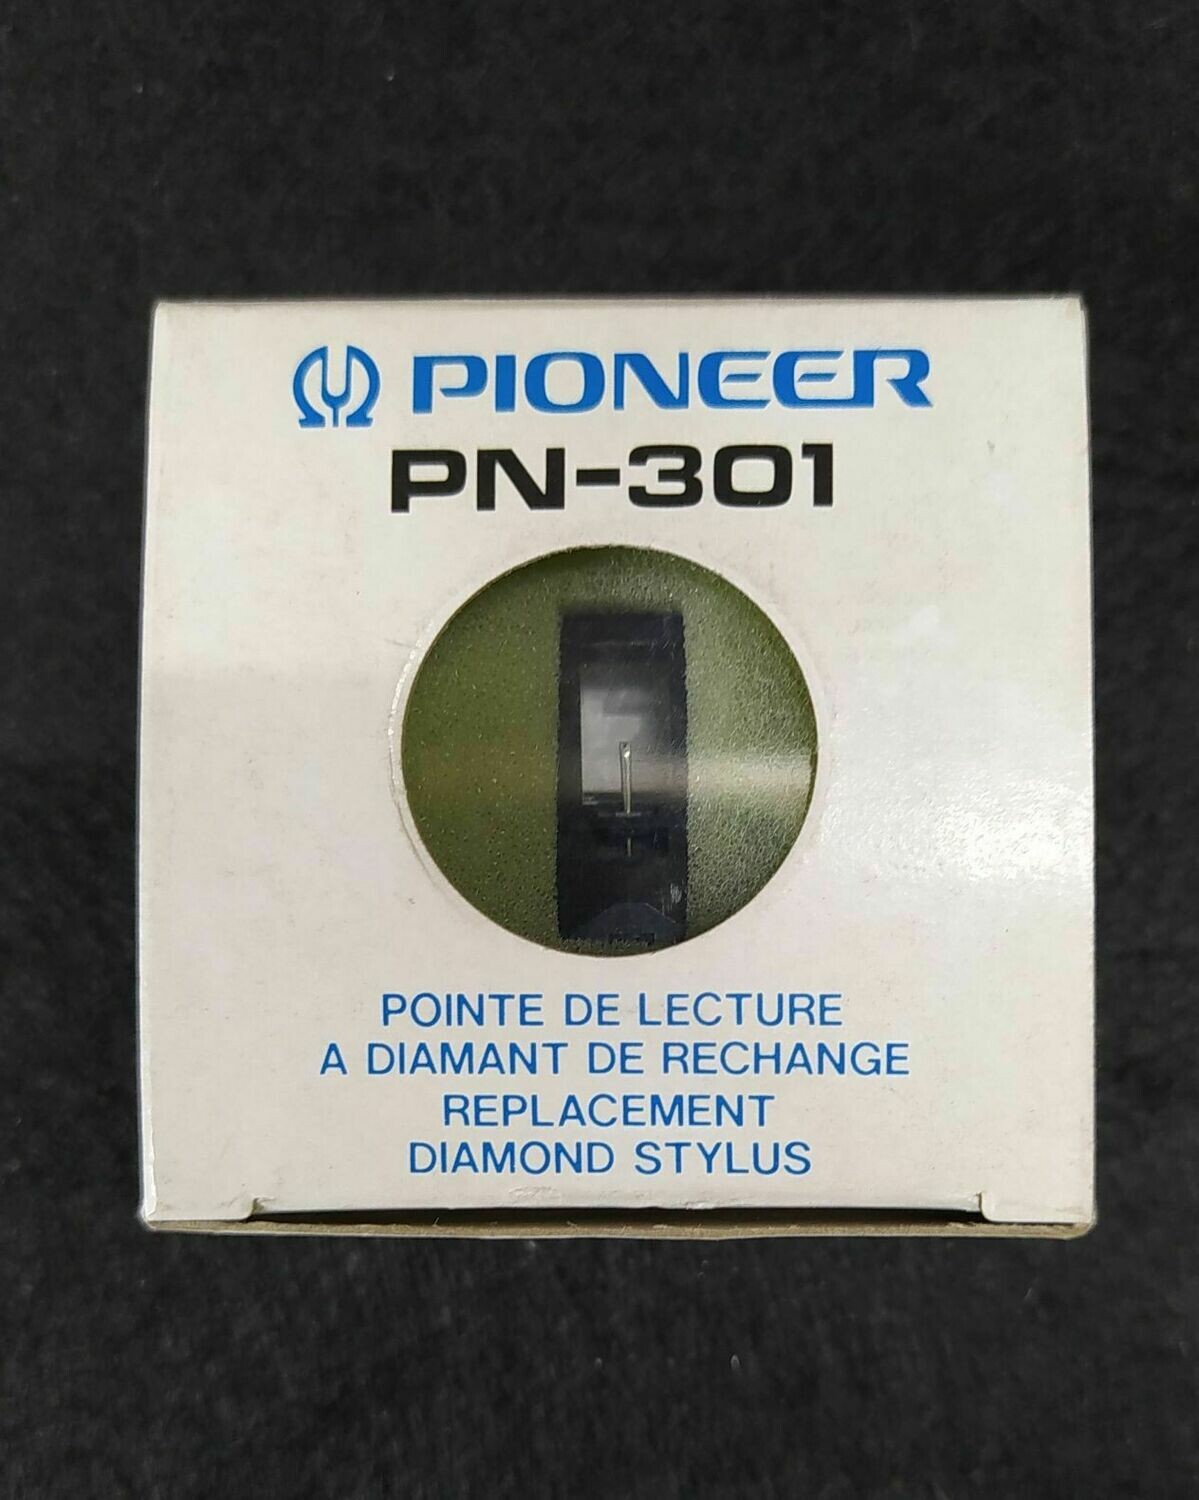 PIONEER
PN-301
POINTE DE LECTURE
A DIAMANT DE RECHANGE
REPLACEMENT
DIAMOND STYLUS